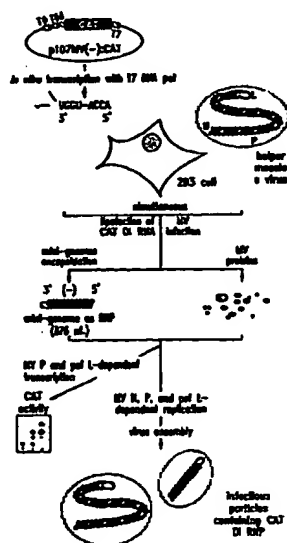 T7
p107MV(-):CAT
In vitro transcription with T7 RNA pol
UGGU-ACCA
3' 5'
293 cell
helper
measles
virus
simultaneous
lipofection of MV
CAT DI RNA infection
mini-genome
encapsidation
MV
proteins
3' (-) 5'
mini-genome as RNP
MV P and pol L-dependent
transcription
CAT
activity
MV N, P, and pol L-
dependent replication
virus assembly
infectious
particles
containing CAT
DI RNP